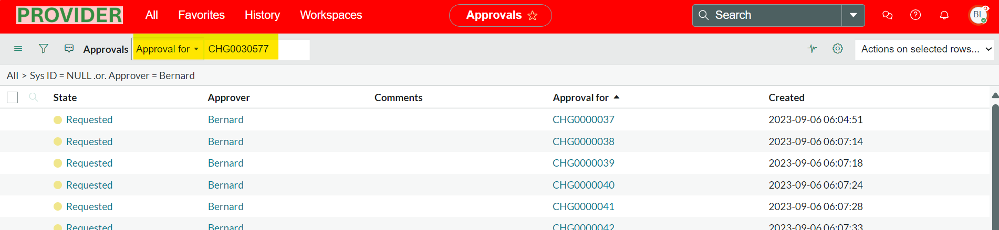 PROVIDER All Favorites History Workspaces Approvals Search BL
Approvals Approval for CHG0030577 Actions on selected rows...
All > Sys ID = NULL .or. Approver = Bernard
State Approver Comments Approval for Created
Requested Bernard CHG0000037 2023-09-06 06:04:51
Requested Bernard CHG0000038 2023-09-06 06:07:14
Requested Bernard CHG0000039 2023-09-06 06:07:18
Requested Bernard CHG0000040 2023-09-06 06:07:24
Requested Bernard CHG0000041 2023-09-06 06:07:28
Requested Bernard CHG0000042 2023-09-06 06:07:33